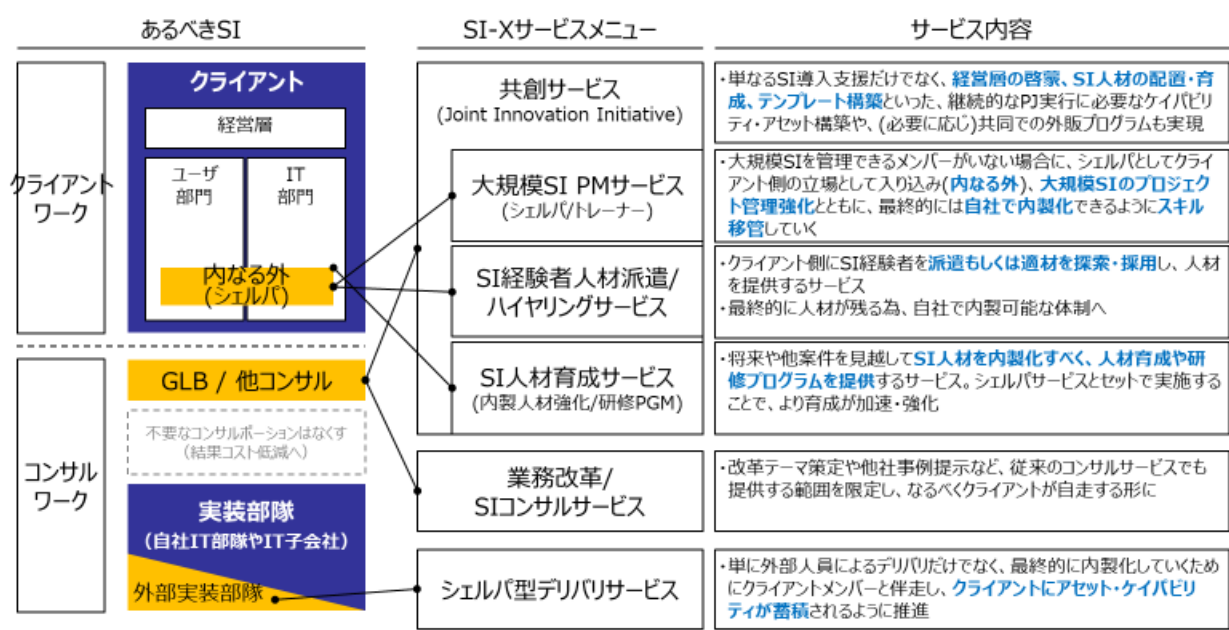 あるべきSI
SI-Xサービスメニュー
サービス内容
クライアント
ワーク
クライアント
経営層
ユーザ
部門
IT
部門
内なる外
(シェルパ)
コンサル
ワーク
GLB / 他コンサル
不要なコンサルポーションはなくす
(結果コスト低減へ)
実装部隊
(自社IT部隊やIT子会社)
外部実装部隊
共創サービス
(Joint Innovation Initiative)
・単なるSI導入支援だけでなく、経営層の啓蒙、SI人材の配置・育
成、テンプレート構築といった、継続的なPJ実行に必要なケイパビリ
ティ・アセット構築や、(必要に応じ)共同での外販プログラムも実現
大規模SI PMサービス
(シェルパ/トレーナー)
・大規模SIを管理できるメンバーがいない場合に、シェルパとしてクライ
アント側の立場として入り込み(内なる外)、大規模SIのプロジェク
ト管理強化とともに、最終的には自社で内製化できるようにスキル
移管していく
SI経験者人材派遣/
ハイヤリングサービス
・クライアント側にSI経験者を派遣もしくは適材を探索・採用し、人材
を提供するサービス
・最終的に人材が残る為、自社で内製可能な体制へ
SI人材育成サービス
(内製人材強化/研修PGM)
・将来や他案件を見越してSI人材を内製化すべく、人材育成や研
修プログラムを提供するサービス。シェルパサービスとセットで実施する
ことで、より育成が加速・強化
業務改革/
SIコンサルサービス
・改革テーマ策定や他社事例提示など、従来のコンサルサービスでも
提供する範囲を限定し、なるべくクライアントが自走する形に
シェルパ型デリバリサービス
・単に外部人員によるデリバリだけでなく、最終的に内製化していくため
にクライアントメンバーと伴走し、クライアントにアセット・ケイパビリ
ティが蓄積されるように推進